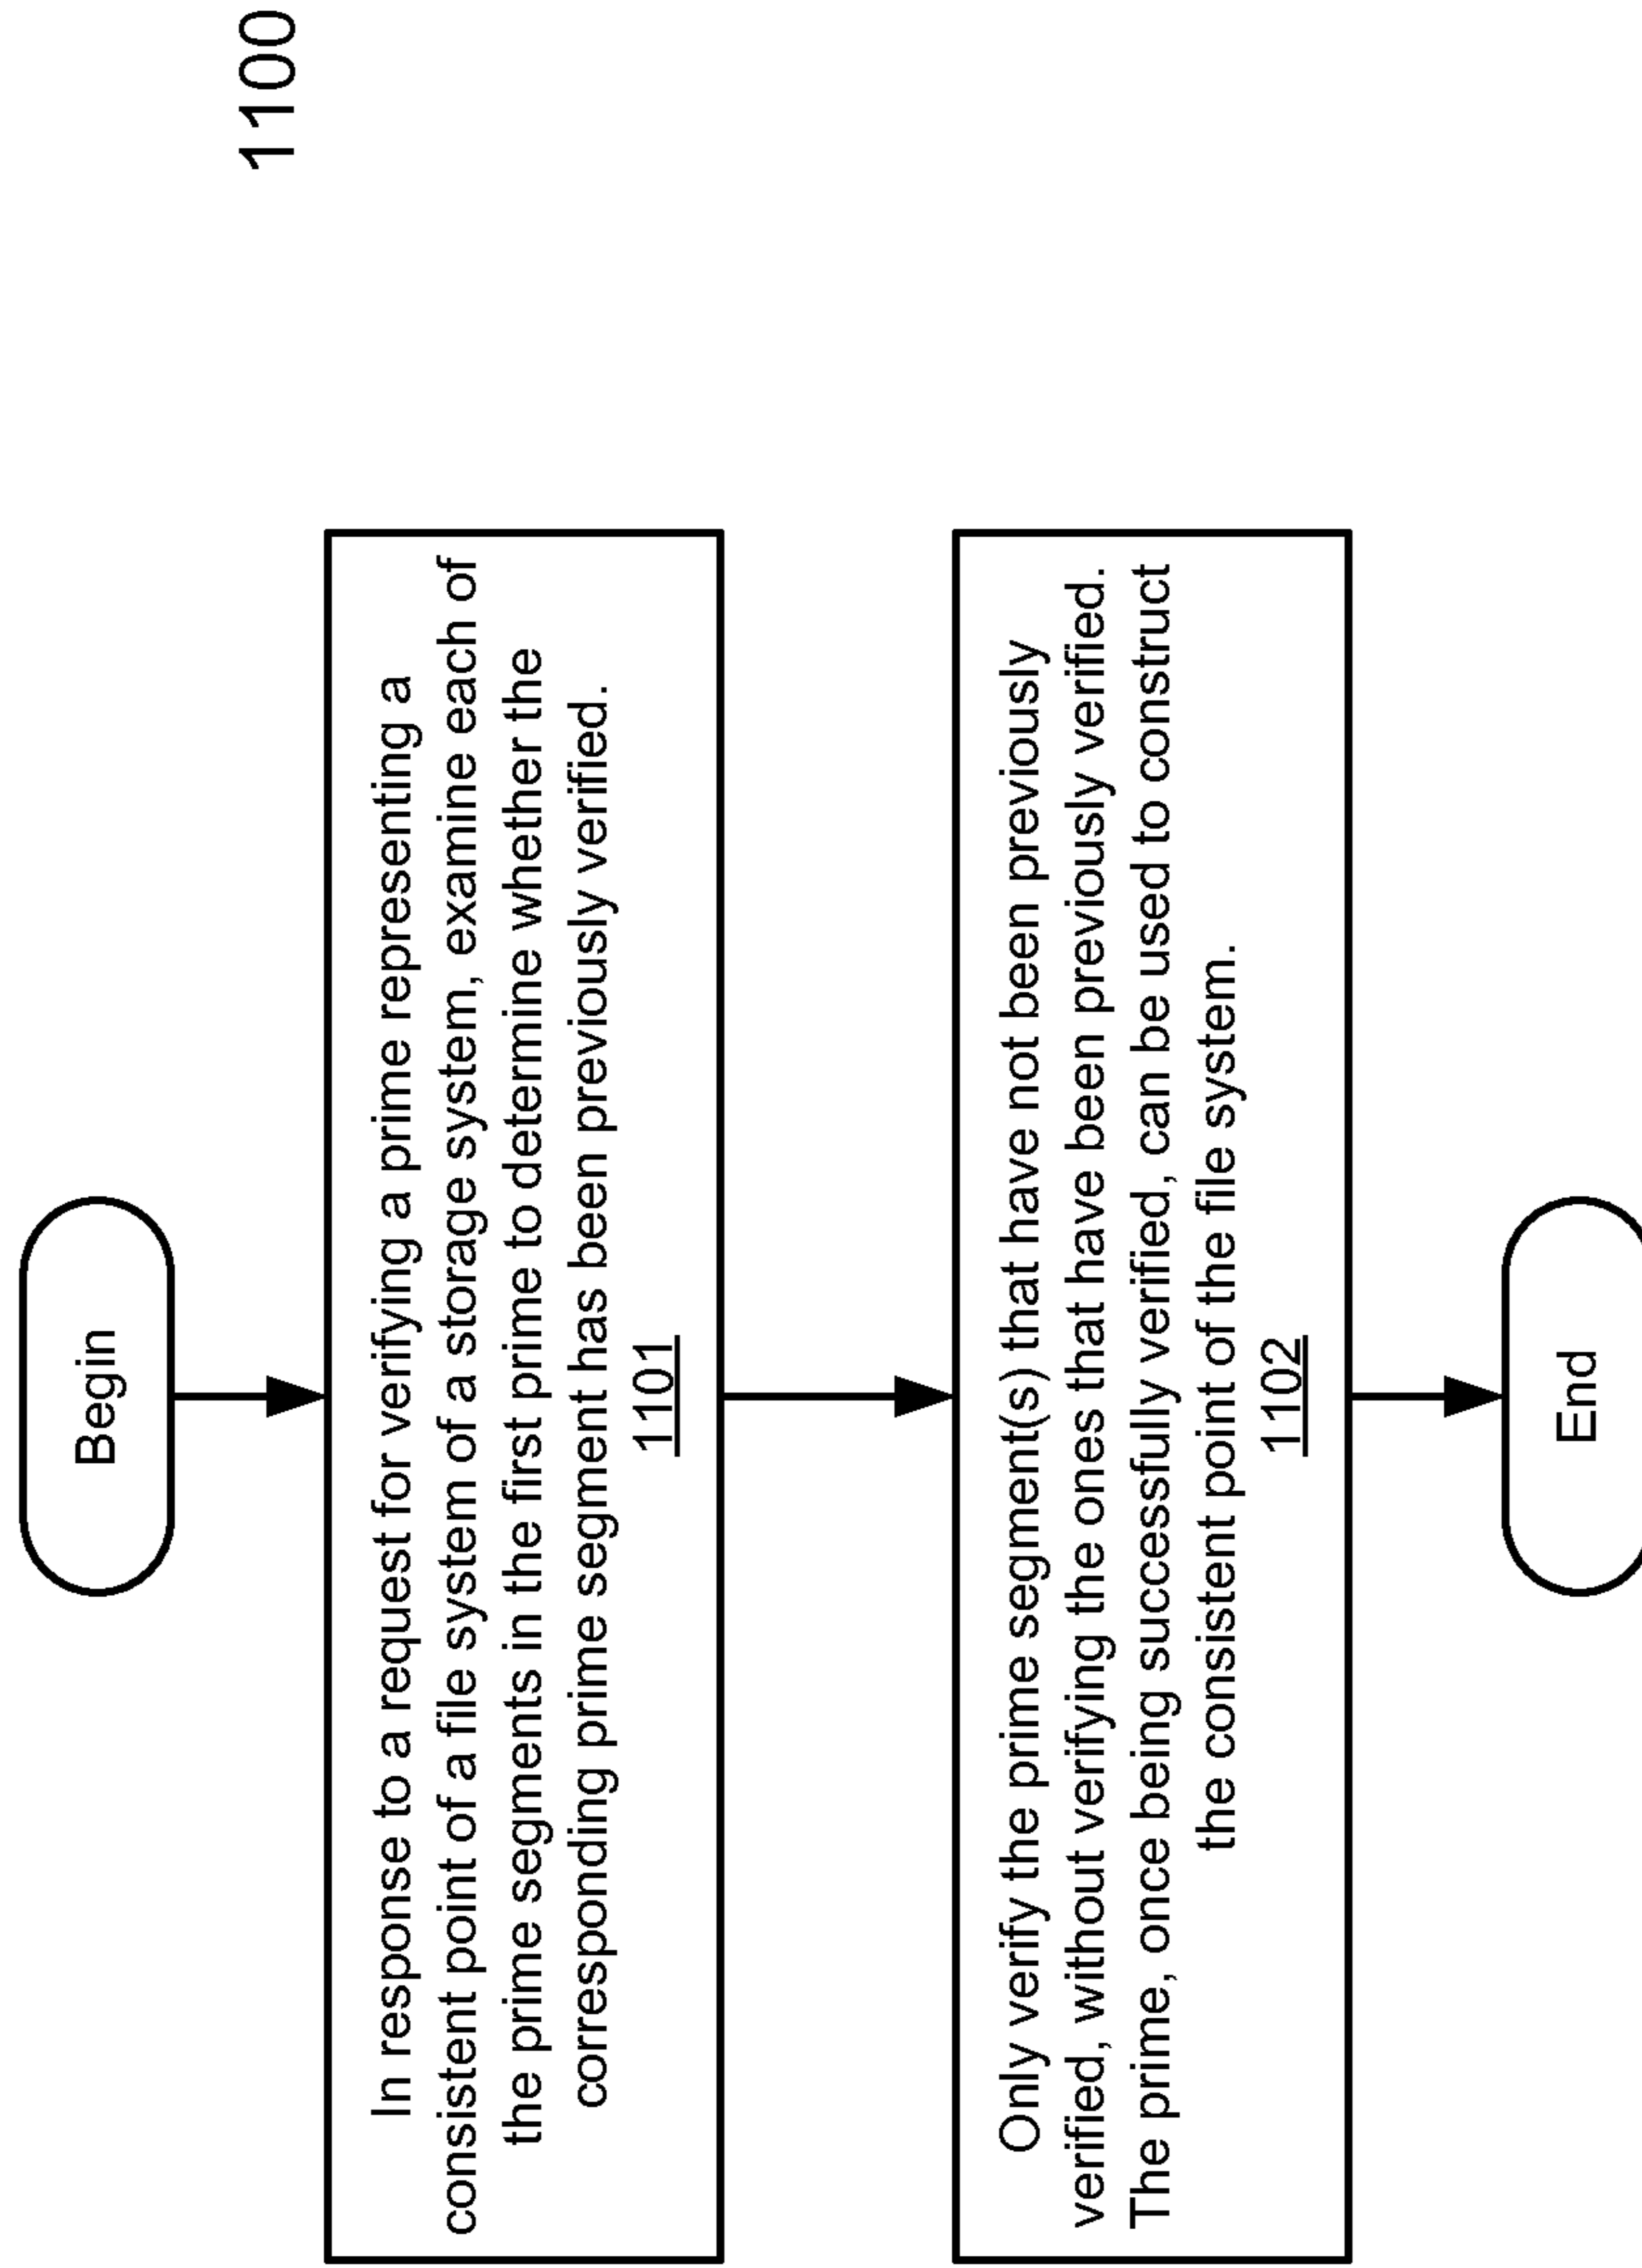 1100
Begin
In response to a request for verifying a prime representing a
consistent point of a file system of a storage system, examine each of
the prime segments in the first prime to determine whether the
corresponding prime segment has been previously verified.
1101
Only verify the prime segment(s) that have not been previously
verified, without verifying the ones that have been previously verified.
The prime, once being successfully verified, can be used to construct
the consistent point of the file system.
1102
End